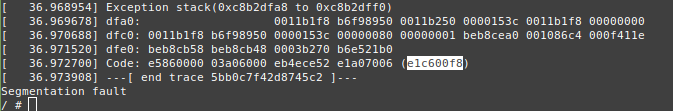 [   36.968954] Exception stack(0xc8b2dfa8 to 0xc8b2dff0)
[   36.969678] dfa0:                   0011b1f8 b6f98950 0011b250 0000153c 0011b1f8 00000000
[   36.970688] dfc0: 0011b1f8 b6f98950 0000153c 00000080 00000001 beb8cea0 001086c4 000f411e
[   36.971520] dfe0: beb8cb58 beb8cb48 0003b270 b6e521b0
[   36.972700] Code: e5860000 03a06000 eb4ece52 e1a07006 (e1c600f8)
[   36.973908] ---[ end trace 5bb0c7f42d8745c2 ]---
Segmentation fault
/ #